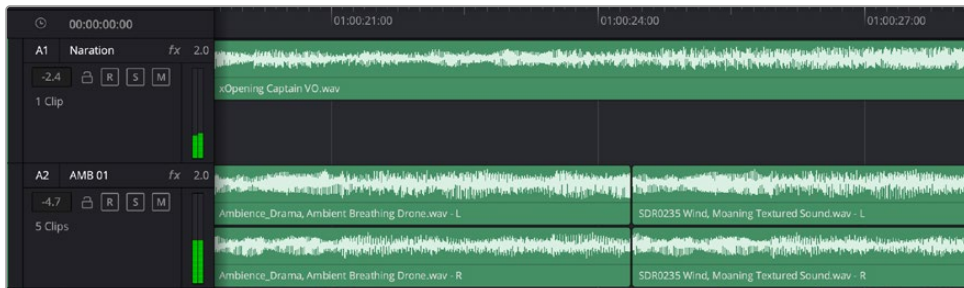 00:00:00:00
01:00:21:00 01:00:24:00 01:00:27:00
A1 Naration fx 2.0
-2.4 R S M
1 Clip
xOpening Captain VO.wav
A2 AMB 01 fx 2.0
-4.7 R S M
5 Clips
Ambience_Drama, Ambient Breathing Drone.wav - L SDR0235 Wind, Moaning Textured Sound.wav - L
Ambience_Drama, Ambient Breathing Drone.wav - R SDR0235 Wind, Moaning Textured Sound.wav - R